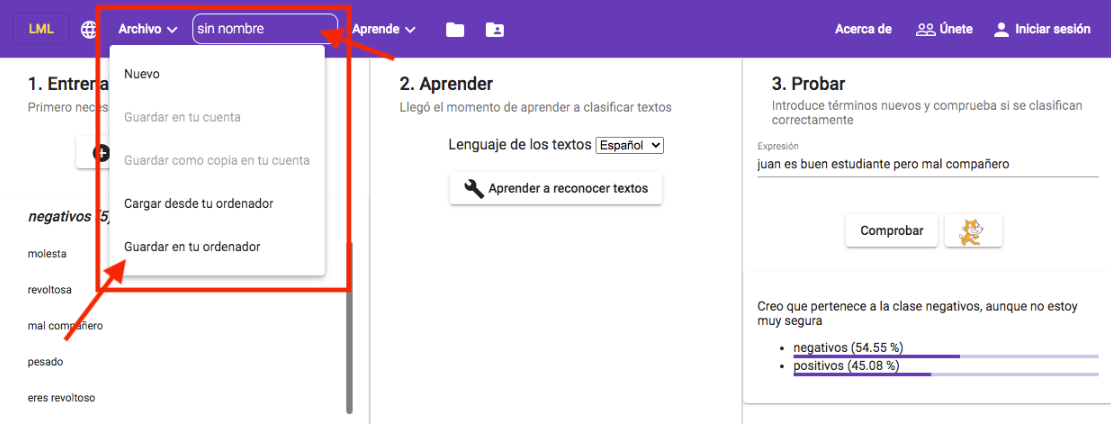 LML
Archivo
sin nombre
Aprende
Acerca de
Únete
Iniciar sesión
Nuevo
Guardar en tu cuenta
Guardar como copia en tu cuenta
Cargar desde tu ordenador
Guardar en tu ordenador
1. Entrena
Primero neces
negativos (5)
molesta
revoltosa
mal compañero
pesado
eres revoltoso
2. Aprender
Llegó el momento de aprender a clasificar textos
Lenguaje de los textos Español
Aprender a reconocer textos
3. Probar
Introduce términos nuevos y comprueba si se clasifican
correctamente
Expresión
juan es buen estudiante pero mal compañero
Comprobar
Creo que pertenece a la clase negativos, aunque no estoy
muy segura
negativos (54.55 %)
positivos (45.08 %)